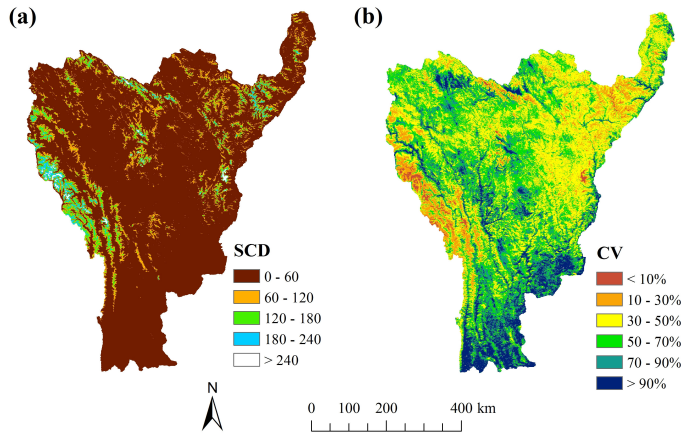 (a)
(b)
SCD
0 - 60
60 - 120
120 - 180
180 - 240
> 240
CV
< 10%
10 - 30%
30 - 50%
50 - 70%
70 - 90%
> 90%
N
0 100 200 400 km